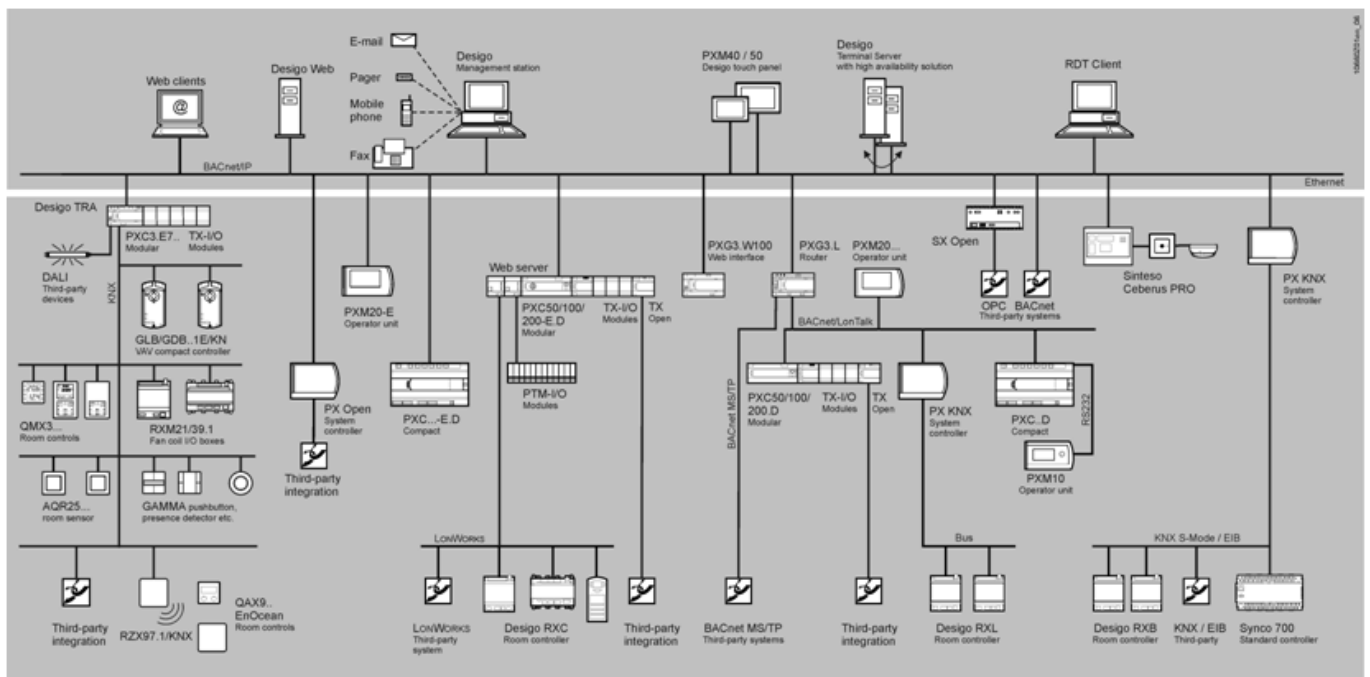 E-mail
Pager
Mobile
phone
Fax
Web clients
Desigo Web
Desigo
Management station
PXM40 / 50
Desigo touch panel
Desigo
Terminal Server
with high availability solution
RDT Client
BACnet/IP
Ethernet
Desigo TRA
PXC3.E7..
Modular
TX-I/O
Modules
DALI
Third-party
devices
KNX
GLB/GDB..1E/KN
VAV compact controller
QMX3...
Room controls
RXM21/39.1
Fan coil I/O boxes
AQR25...
room sensor
GAMMA pushbutton,
presence detector etc.
Third-party
integration
RZX97.1/KNX
QAX9..
EnOcean
Room controls
PX Open
System
controller
Third-party
integration
PXM20-E
Operator unit
PXC...-E.D
Compact
Web server
PXC50/100/
200-E.D
Modular
TX-I/O
Modules
TX
Open
PTM-I/O
Modules
LONWORKS
LONWORKS
Third-party
system
Desigo RXC
Room controller
Third-party
integration
PXG3.W100
Web interface
PXG3.L
Router
PXM20...
Operator unit
BACnet/LonTalk
BACnet MS/TP
BACnet MS/TP
Third-party systems
PXC50/100/
200.D
Modular
TX-I/O
Modules
TX
Open
Third-party
integration
PX KNX
System
controller
Bus
Desigo RXL
Room controller
PXC..D
Compact
RS232
PXM10
Operator unit
SX Open
OPC
BACnet
Third-party systems
Sinteso
Ceberus PRO
PX KNX
System
controller
KNX S-Mode / EIB
Desigo RXB
Room controller
KNX / EIB
Third-party
Synco 700
Standard controller